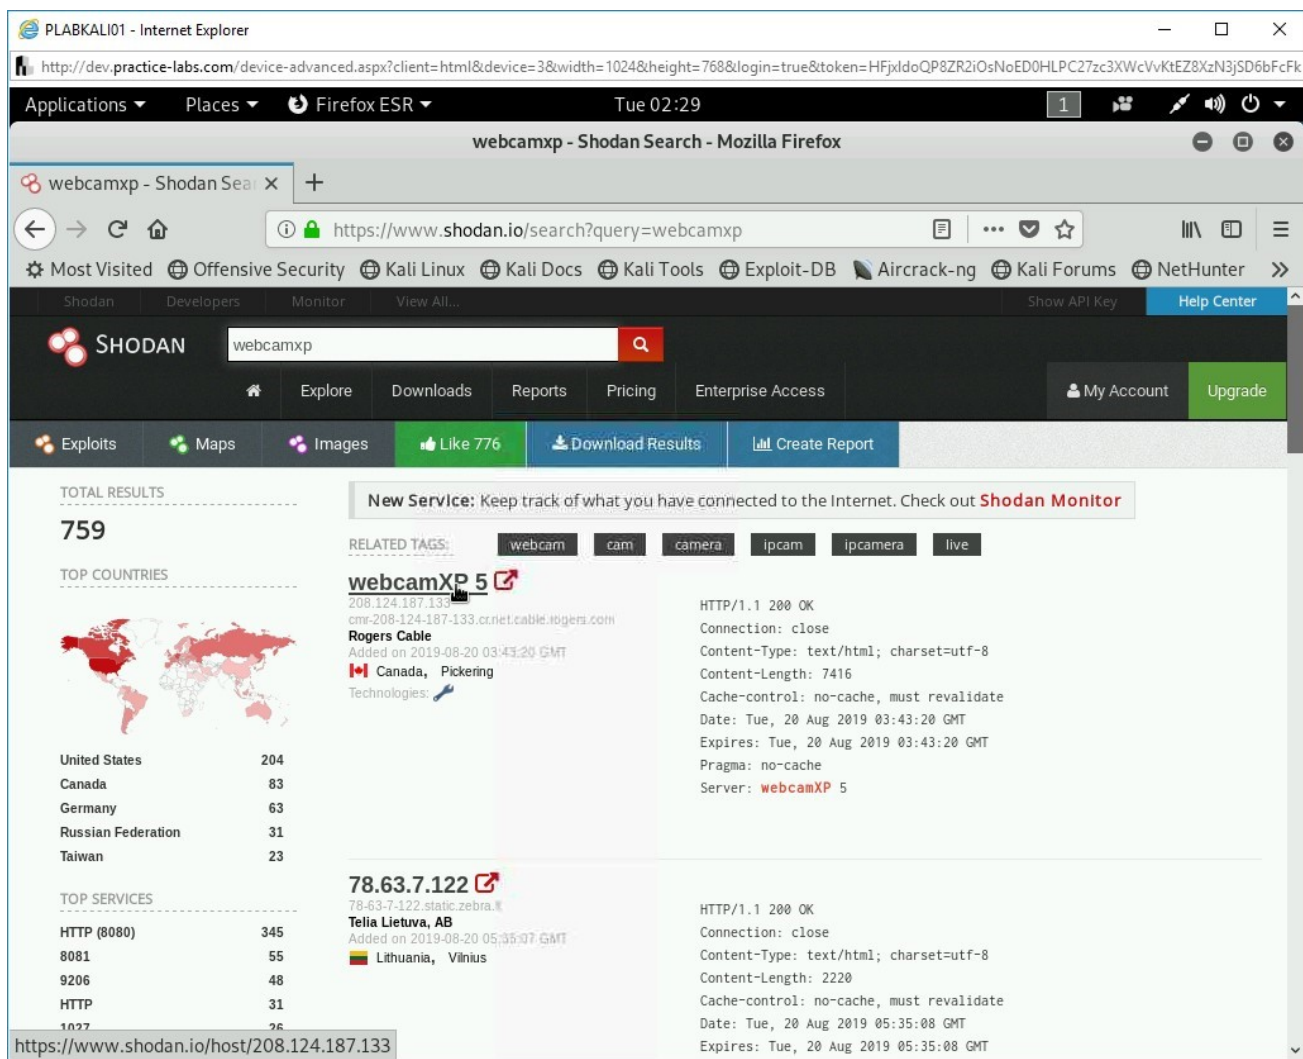 PLABKALI01 - Internet Explorer
http://dev.practice-labs.com/device-advanced.aspx?client=html&device=3&width=1024&height=768&login=true&token=HFjxIdoQP8ZR2iOsNoED0HLPC27zc3XWcVvKtEZ8XzN3jSD6bFcFk
Applications Places Firefox ESR Tue 02:29 1
webcamxp - Shodan Search - Mozilla Firefox
webcamxp - Shodan Sear
https://www.shodan.io/search?query=webcamxp
Most Visited Offensive Security Kali Linux Kali Docs Kali Tools Exploit-DB Aircrack-ng Kali Forums NetHunter
Shodan Developers Monitor View All... Show API Key Help Center
SHODAN webcamxp
Explore Downloads Reports Pricing Enterprise Access My Account Upgrade
Exploits Maps Images Like 776 Download Results Create Report
TOTAL RESULTS
759
TOP COUNTRIES
United States 204
Canada 83
Germany 63
Russian Federation 31
Taiwan 23
TOP SERVICES
HTTP (8080) 345
8081 55
9206 48
HTTP 31
1027 26
New Service: Keep track of what you have connected to the Internet. Check out Shodan Monitor
RELATED TAGS: webcam cam camera ipcam ipcamera live
webcamXP 5
208.124.187.133
cmr-208-124-187-133.cr.net.cable.rogers.com
Rogers Cable
Added on 2019-08-20 03:43:20 GMT
Canada, Pickering
Technologies:
HTTP/1.1 200 OK
Connection: close
Content-Type: text/html; charset=utf-8
Content-Length: 7416
Cache-control: no-cache, must revalidate
Date: Tue, 20 Aug 2019 03:43:20 GMT
Expires: Tue, 20 Aug 2019 03:43:20 GMT
Pragma: no-cache
Server: webcamXP 5
78.63.7.122
78-63-7-122.static.zebra.lt
Telia Lietuva, AB
Added on 2019-08-20 05:35:07 GMT
Lithuania, Vilnius
HTTP/1.1 200 OK
Connection: close
Content-Type: text/html; charset=utf-8
Content-Length: 2220
Cache-control: no-cache, must revalidate
Date: Tue, 20 Aug 2019 05:35:08 GMT
Expires: Tue, 20 Aug 2019 05:35:08 GMT
https://www.shodan.io/host/208.124.187.133